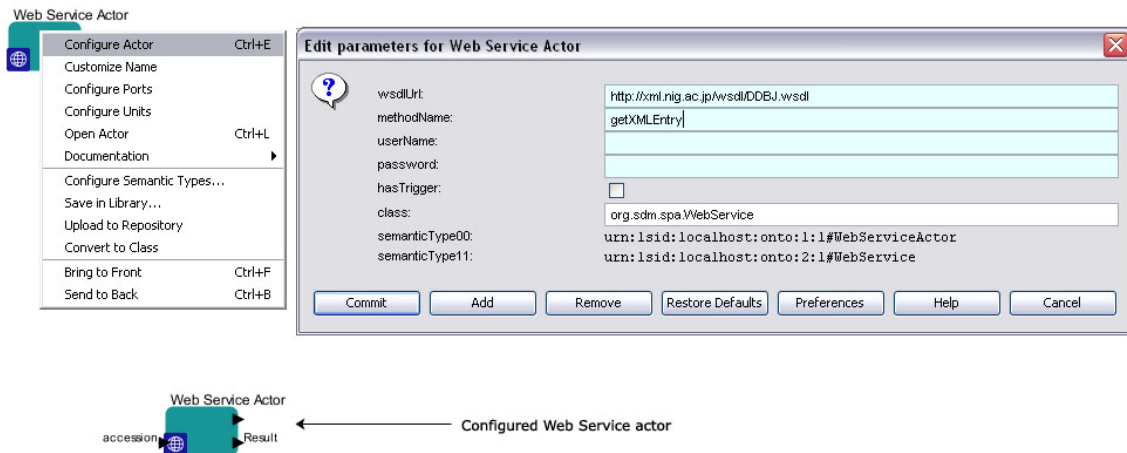 Web Service Actor
Configure Actor Ctrl+E
Customize Name
Configure Ports
Configure Units
Open Actor Ctrl+L
Documentation
Configure Semantic Types...
Save in Library...
Upload to Repository
Convert to Class
Bring to Front Ctrl+F
Send to Back Ctrl+B
Edit parameters for Web Service Actor
wsdlUrl: http://xml.nig.ac.jp/wsdl/DDBJ.wsdl
methodName: getXMLEntry
userName:
password:
hasTrigger:
class: org.sdm.spa.WebService
semanticType00: urn:lsid:localhost:onto:1:1#WebServiceActor
semanticType11: urn:lsid:localhost:onto:2:1#WebService
Commit Add Remove Restore Defaults Preferences Help Cancel
Web Service Actor
Configured Web Service actor
accession Result